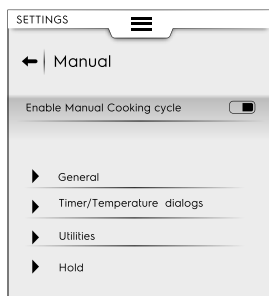 SETTINGS
Manual
Enable Manual Cooking cycle
General
Timer/Temperature dialogs
Utilities
Hold